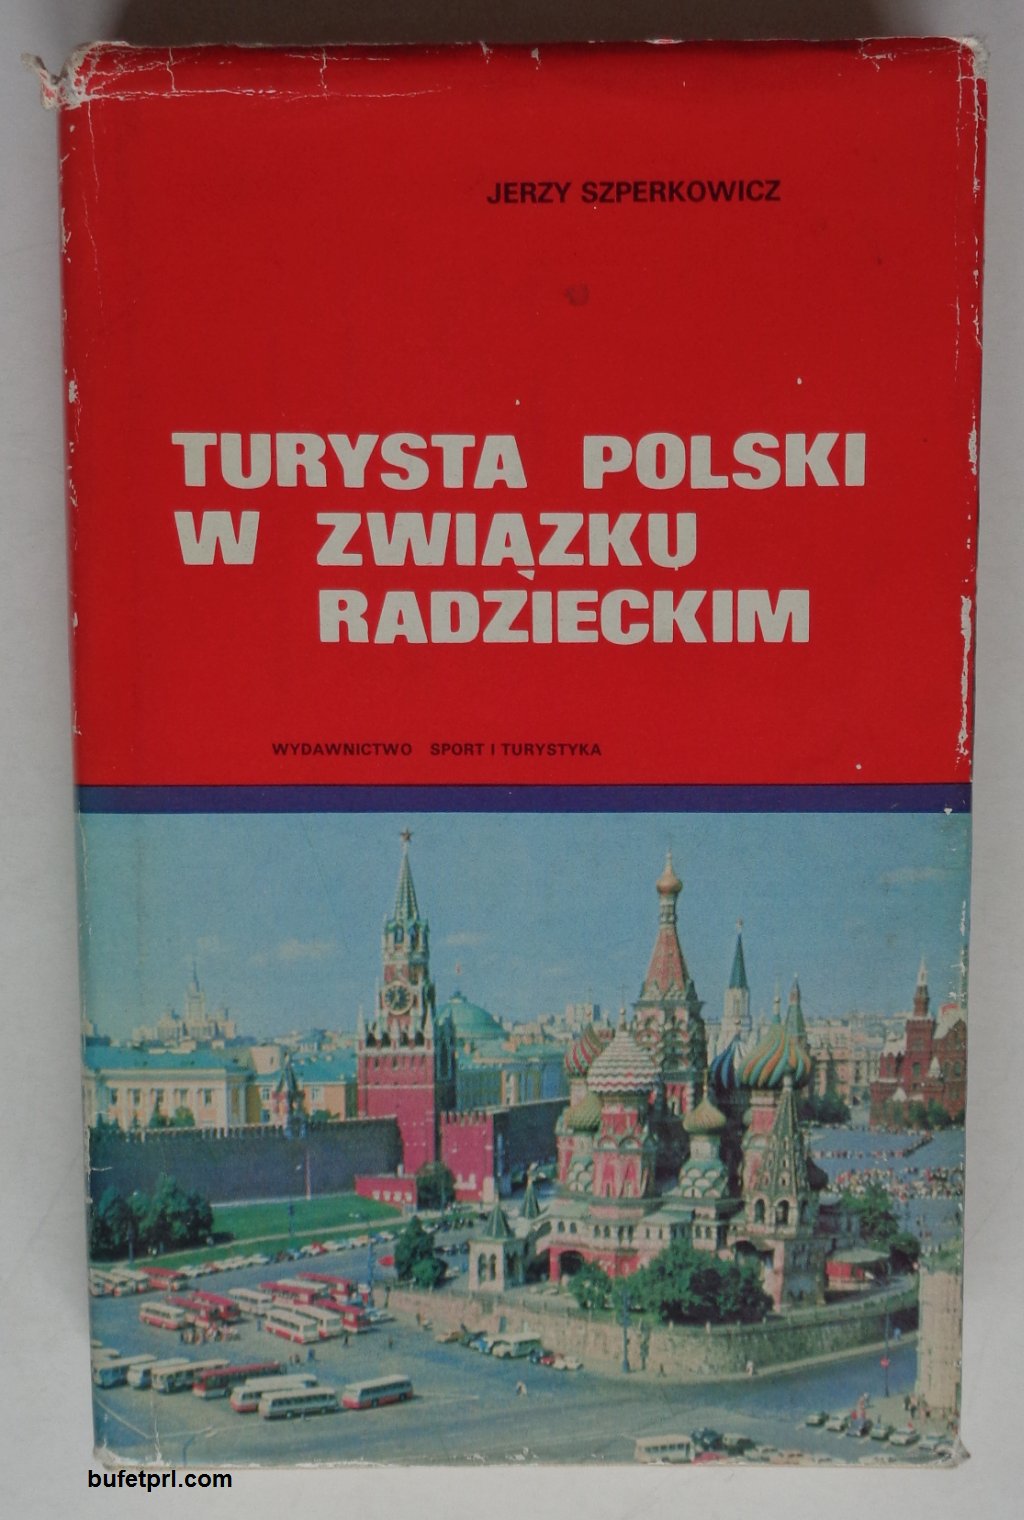 JERZY SZPERKOWICZ
TURYSTA POLSKI
W ZWIĄZKU
RADZIECKIM
WYDAWNICTWO SPORT I TURYSTYKA
bufetprl.com